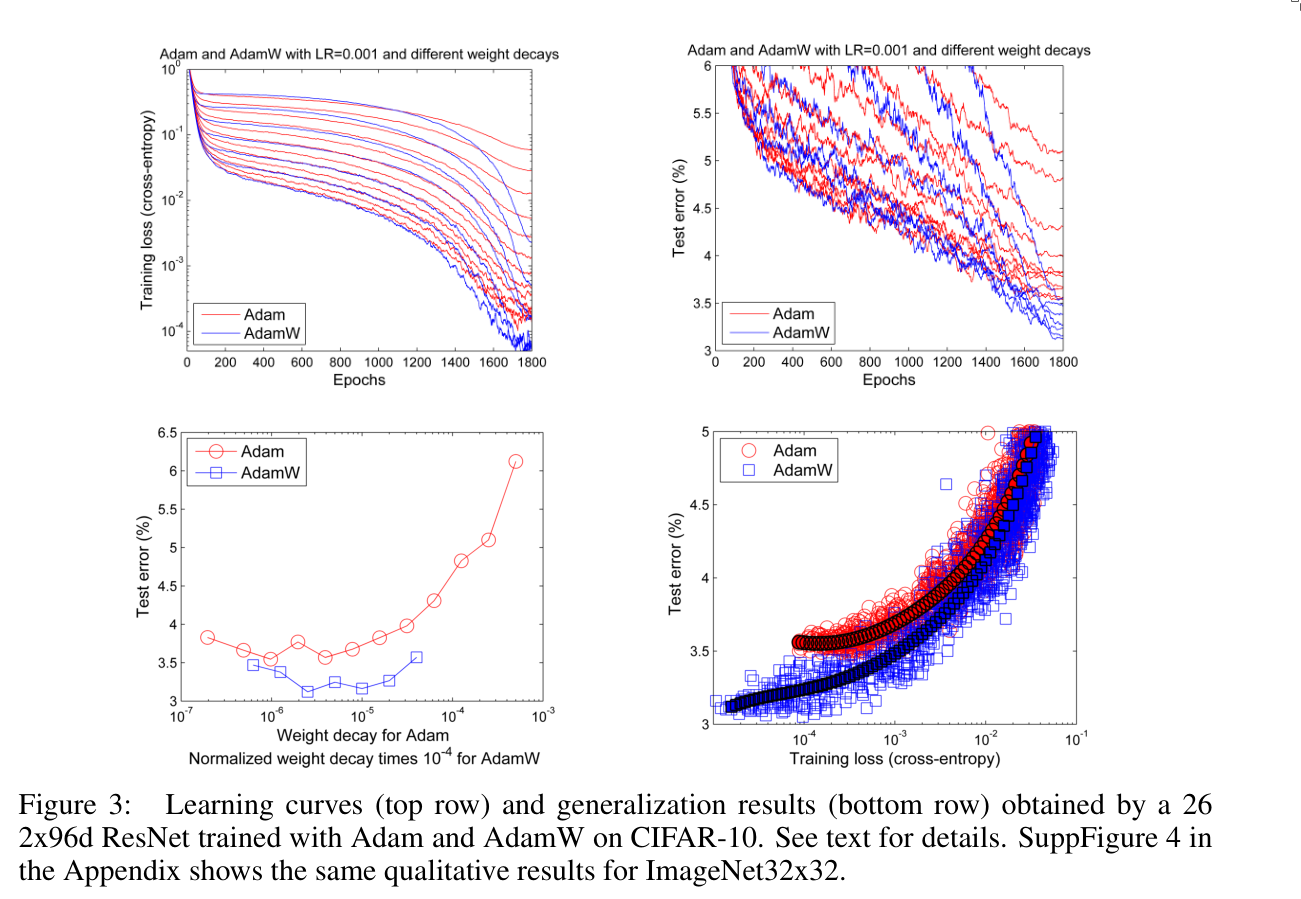 Adam and AdamW with LR=0.001 and different weight decays
10^0
10^-1
10^-2
10^-3
10^-4
Training loss (cross-entropy)
Adam
AdamW
0 200 400 600 800 1000 1200 1400 1600 1800
Epochs
Adam and AdamW with LR=0.001 and different weight decays
6
5.5
5
4.5
4
3.5
3
Test error (%)
Adam
AdamW
0 200 400 600 800 1000 1200 1400 1600 1800
Epochs
6.5
6
5.5
5
4.5
4
3.5
3
Test error (%)
Adam
AdamW
10^-7 10^-6 10^-5 10^-4 10^-3
Weight decay for Adam
Normalized weight decay times 10^-4 for AdamW
5
4.5
4
3.5
3
Test error (%)
Adam
AdamW
10^-4 10^-3 10^-2 10^-1
Training loss (cross-entropy)
Figure 3: Learning curves (top row) and generalization results (bottom row) obtained by a 26
2x96d ResNet trained with Adam and AdamW on CIFAR-10. See text for details. SuppFigure 4 in
the Appendix shows the same qualitative results for ImageNet32x32.